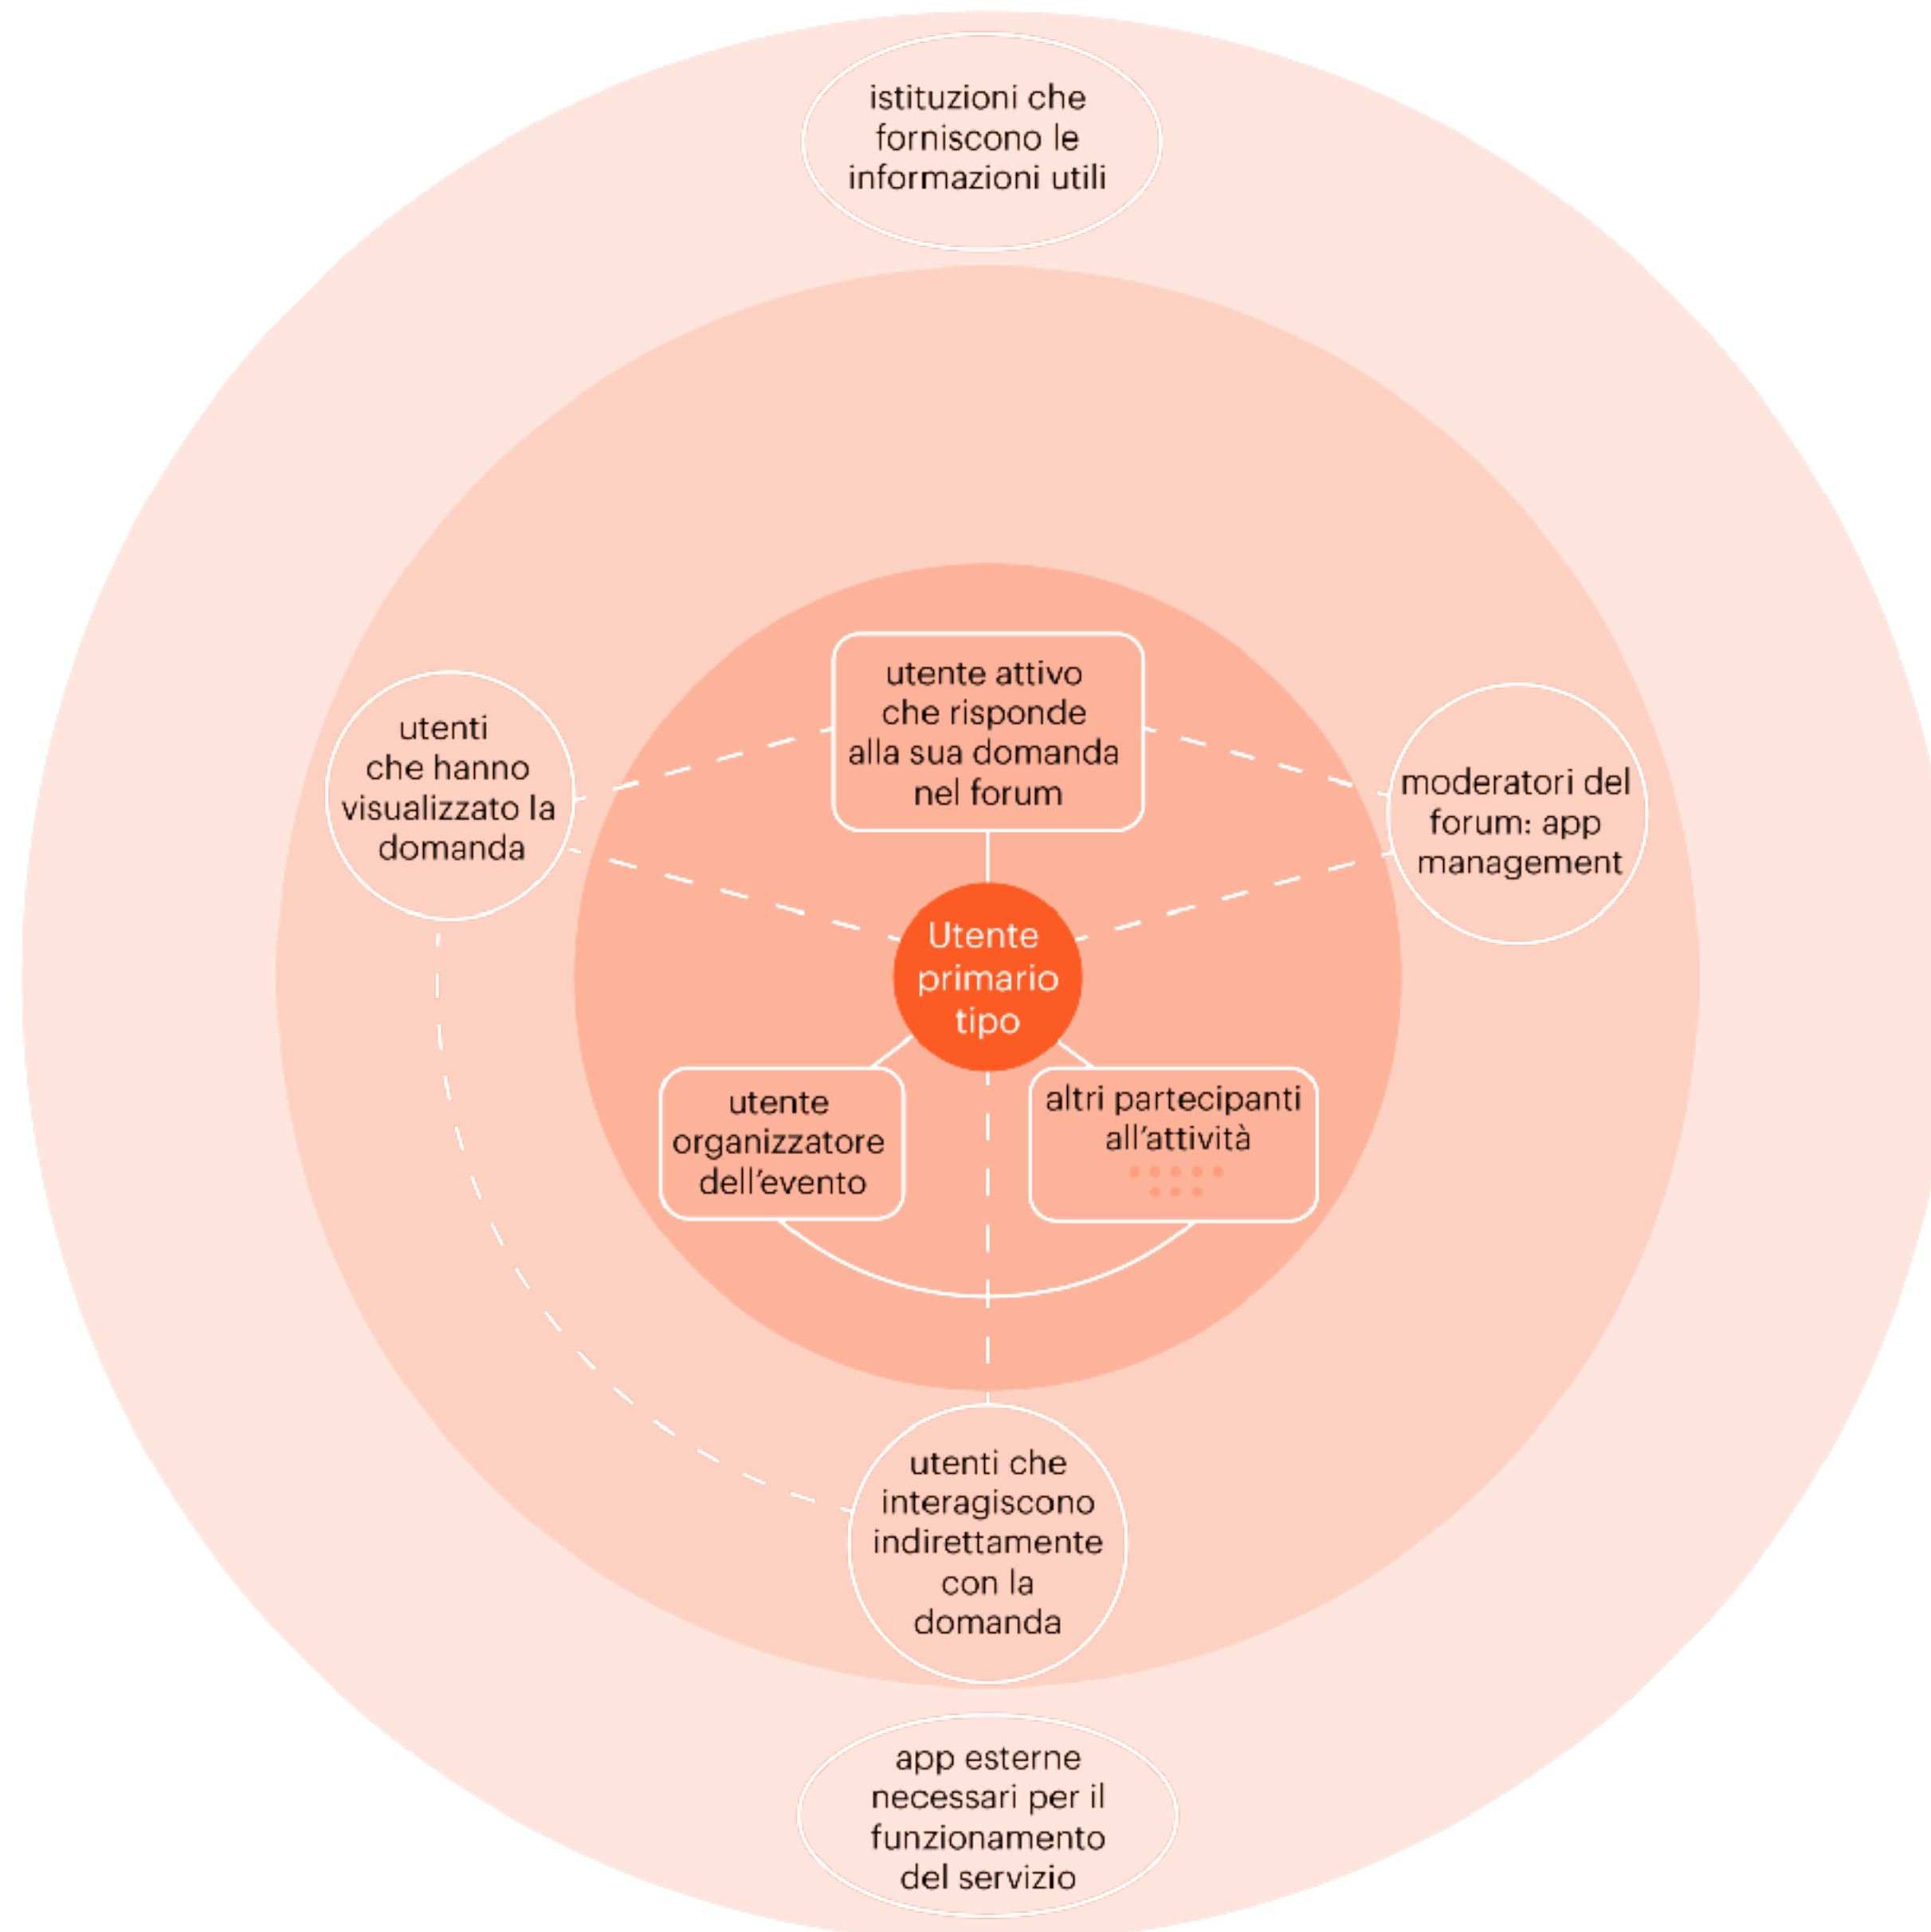 istituzioni che
forniscono le
informazioni utili
utente attivo
che risponde
alla sua domanda
nel forum
utenti
che hanno
visualizzato la
domanda
moderatori del
forum: app
management
Utente
primario
tipo
utente
organizzatore
dell'evento
altri partecipanti
all'attività
utenti che
interagiscono
indirettamente
con la
domanda
app esterne
necessari per il
funzionamento
del servizio